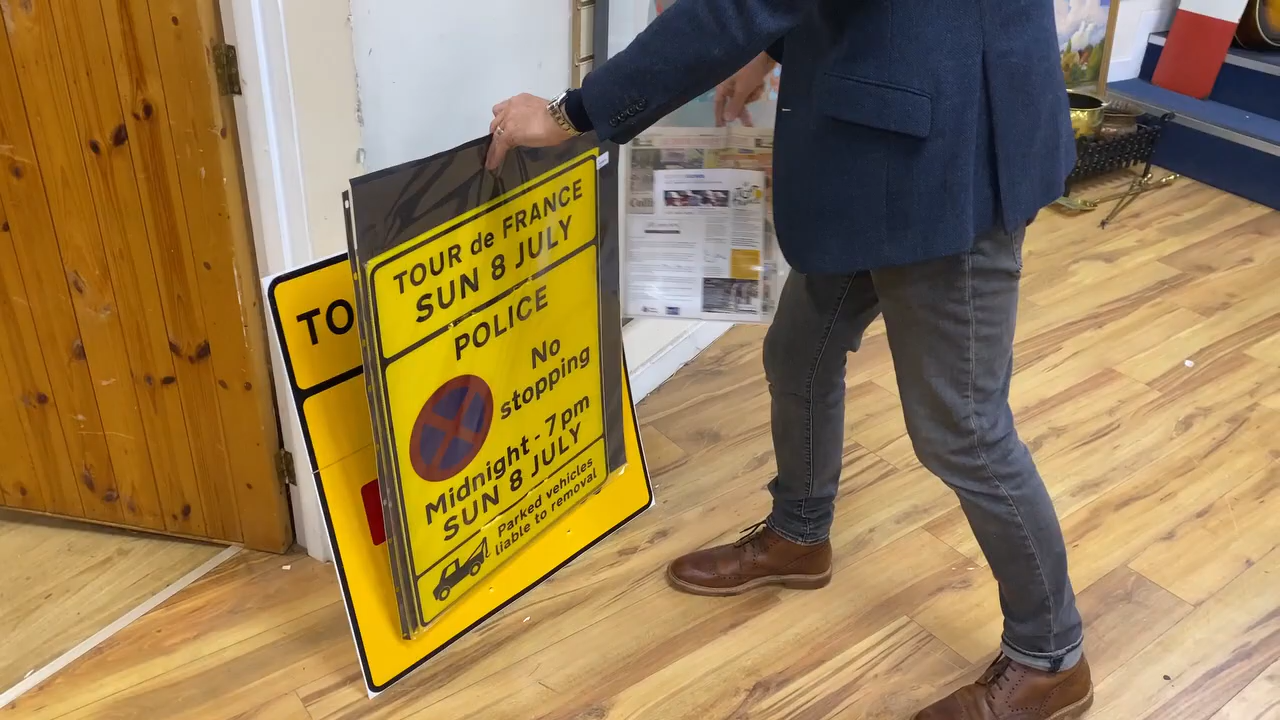 TOUR de FRANCE
SUN 8 JULY
POLICE
No
stopping
Midnight - 7pm
SUN 8 JULY
Parked vehicles
liable to removal
TO